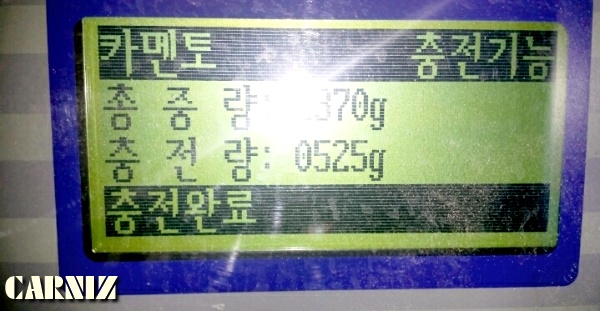 카멘토 충전기능
총 중 량:
충 전 량: 0525g
충전완료
CARNIZ